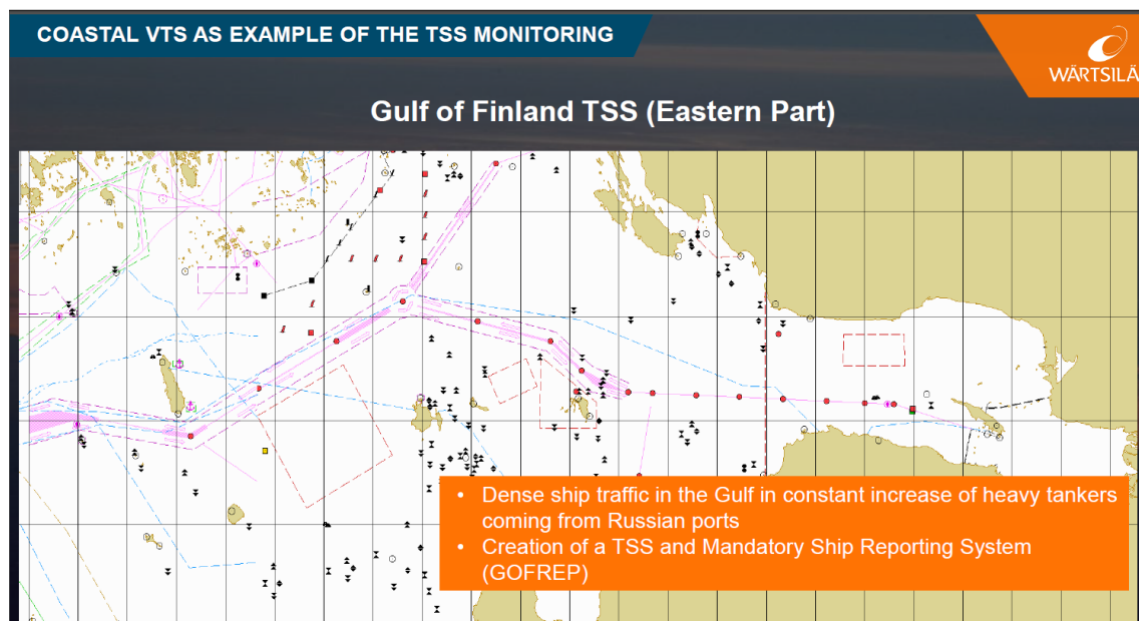 COASTAL VTS AS EXAMPLE OF THE TSS MONITORING
WÄRTSILÄ
Gulf of Finland TSS (Eastern Part)
• Dense ship traffic in the Gulf in constant increase of heavy tankers
coming from Russian ports
• Creation of a TSS and Mandatory Ship Reporting System
(GOFREP)